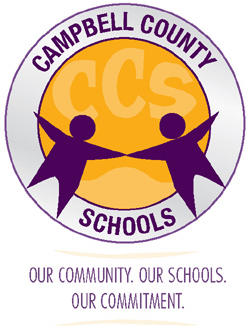 CAMPBELL COUNTY
CCS
SCHOOLS
OUR COMMUNITY. OUR SCHOOLS.
OUR COMMITMENT.